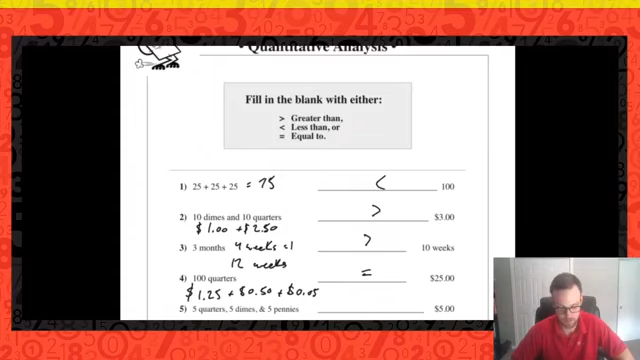 • Quantitative Analysis •
Fill in the blank with either:
> Greater than,
< Less than, or
= Equal to.
1) 25 + 25 + 25 = 75 < 100
2) 10 dimes and 10 quarters > $3.00
$1.00 + $2.50
3) 3 months 4 weeks = 1 > 10 weeks
12 weeks
4) 100 quarters = $25.00
$1.25 + $0.50 + $0.05
5) 5 quarters, 5 dimes, & 5 pennies $5.00